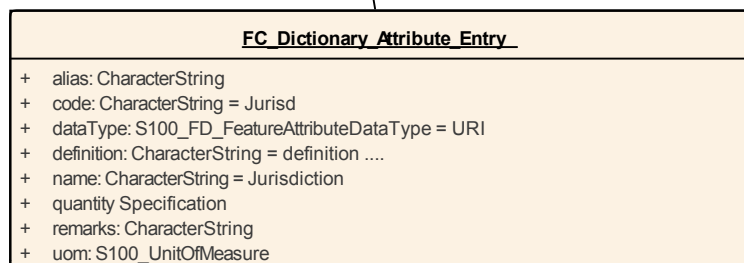 FC_Dictionary_Attribute_Entry
+ alias: CharacterString
+ code: CharacterString = Jurisd
+ dataType: S100_FD_FeatureAttributeDataType = URI
+ definition: CharacterString = definition ....
+ name: CharacterString = Jurisdiction
+ quantity Specification
+ remarks: CharacterString
+ uom: S100_UnitOfMeasure